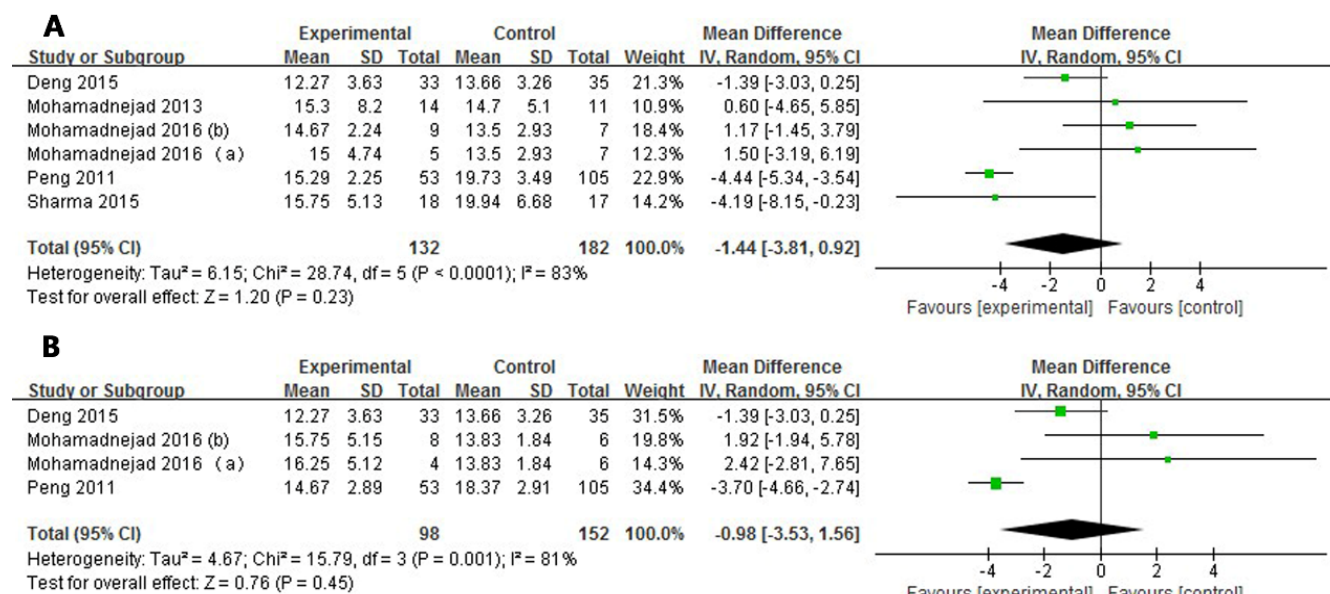 A
Experimental Control Mean Difference Mean Difference
Study or Subgroup Mean SD Total Mean SD Total Weight IV, Random, 95% CI IV, Random, 95% CI
Deng 2015 12.27 3.63 33 13.66 3.26 35 21.3% -1.39 [-3.03, 0.25]
Mohamadnejad 2013 15.3 8.2 14 14.7 5.1 11 10.9% 0.60 [-4.65, 5.85]
Mohamadnejad 2016 (b) 14.67 2.24 9 13.5 2.93 7 18.4% 1.17 [-1.45, 3.79]
Mohamadnejad 2016 (a) 15 4.74 5 13.5 2.93 7 12.3% 1.50 [-3.19, 6.19]
Peng 2011 15.29 2.25 53 19.73 3.49 105 22.9% -4.44 [-5.34, -3.54]
Sharma 2015 15.75 5.13 18 19.94 6.68 17 14.2% -4.19 [-8.15, -0.23]
Total (95% CI) 132 182 100.0% -1.44 [-3.81, 0.92]
Heterogeneity: Tau² = 6.15; Chi² = 28.74, df = 5 (P < 0.0001); I² = 83%
Test for overall effect: Z = 1.20 (P = 0.23)
-4 -2 0 2 4
Favours [experimental] Favours [control]
B
Experimental Control Mean Difference Mean Difference
Study or Subgroup Mean SD Total Mean SD Total Weight IV, Random, 95% CI IV, Random, 95% CI
Deng 2015 12.27 3.63 33 13.66 3.26 35 31.5% -1.39 [-3.03, 0.25]
Mohamadnejad 2016 (b) 15.75 5.15 8 13.83 1.84 6 19.8% 1.92 [-1.94, 5.78]
Mohamadnejad 2016 (a) 16.25 5.12 4 13.83 1.84 6 14.3% 2.42 [-2.81, 7.65]
Peng 2011 14.67 2.89 53 18.37 2.91 105 34.4% -3.70 [-4.66, -2.74]
Total (95% CI) 98 152 100.0% -0.98 [-3.53, 1.56]
Heterogeneity: Tau² = 4.67; Chi² = 15.79, df = 3 (P = 0.001); I² = 81%
Test for overall effect: Z = 0.76 (P = 0.45)
-4 -2 0 2 4
Favours [experimental] Favours [control]